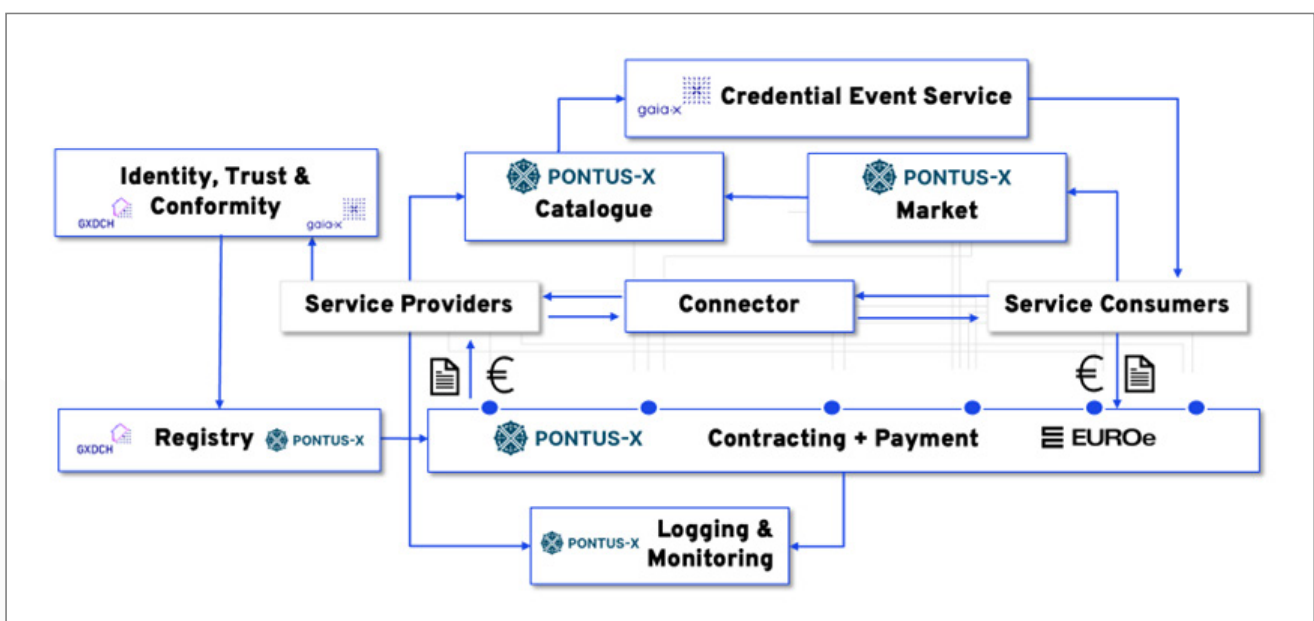 gaia-x Credential Event Service
Identity, Trust &
Conformity
GXDCH
gaia-x
PONTUS-X
Catalogue
PONTUS-X
Market
Service Providers
Connector
Service Consumers
€
€
GXDCH Registry PONTUS-X
PONTUS-X Contracting + Payment EUROe
PONTUS-X Logging &
Monitoring